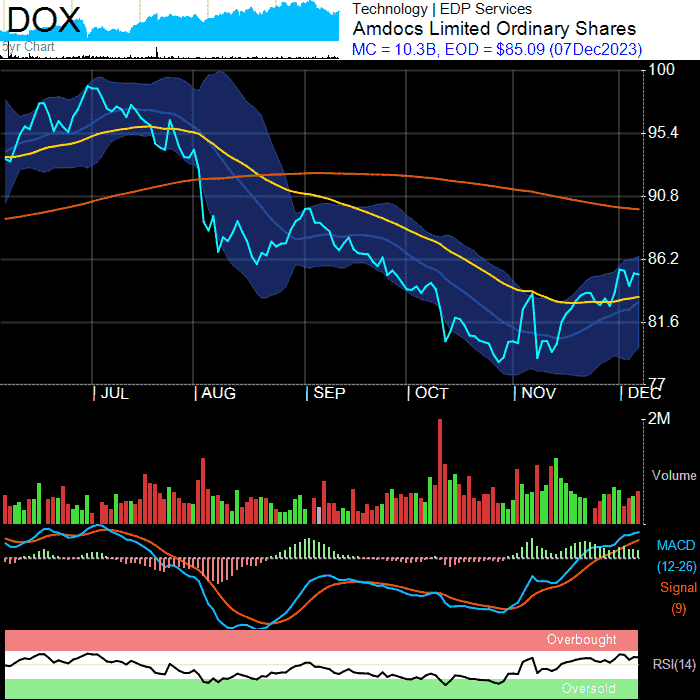 DOX
5yr Chart
Technology | EDP Services
Amdocs Limited Ordinary Shares
MC = 10.3B, EOD = $85.09 (07Dec2023)
100
95.4
90.8
86.2
81.6
77
| JUL | AUG | SEP | OCT | NOV | DEC
2M
Volume
MACD
(12-26)
Signal
(9)
Overbought
RSI(14)
Oversold